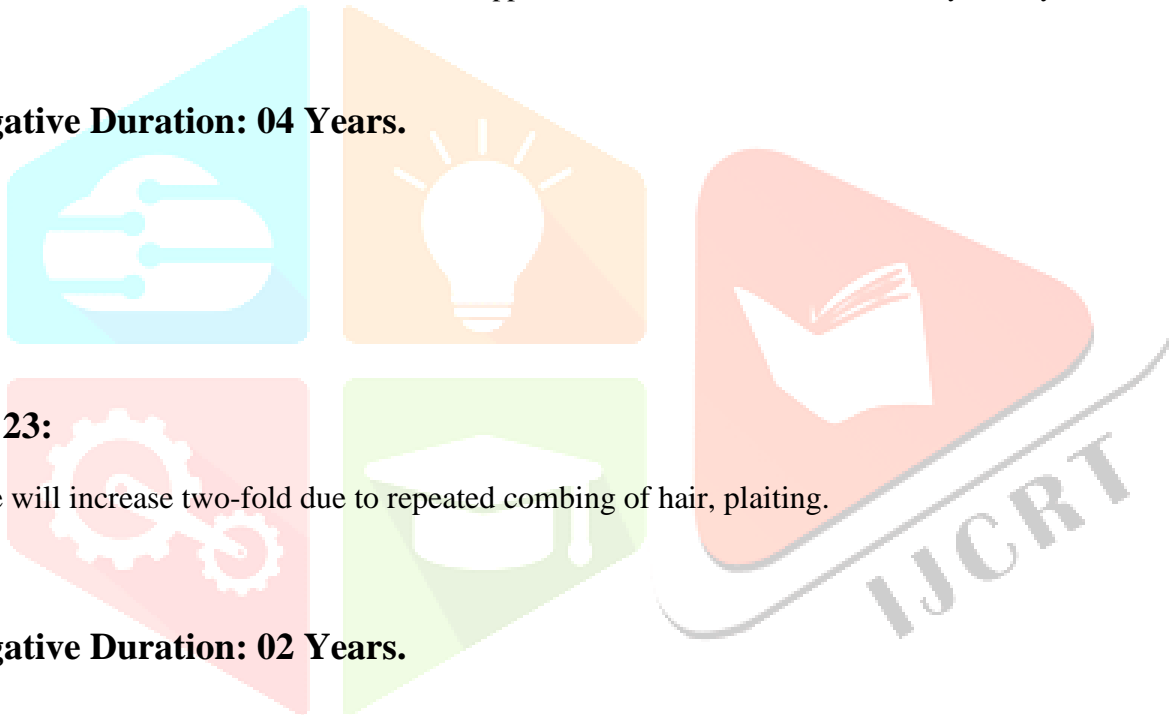 gative Duration: 04 Years.
23:
e will increase two-fold due to repeated combing of hair, plaiting.
gative Duration: 02 Years.
IJCRT